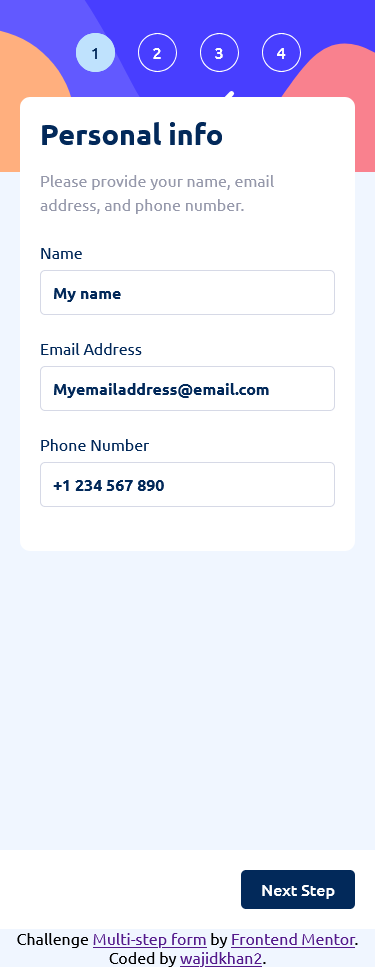 1 2 3 4
Personal info
Please provide your name, email
address, and phone number.
Name
My name
Email Address
Myemailaddress@email.com
Phone Number
+1 234 567 890
Next Step
Challenge Multi-step form by Frontend Mentor.
Coded by wajidkhan2.